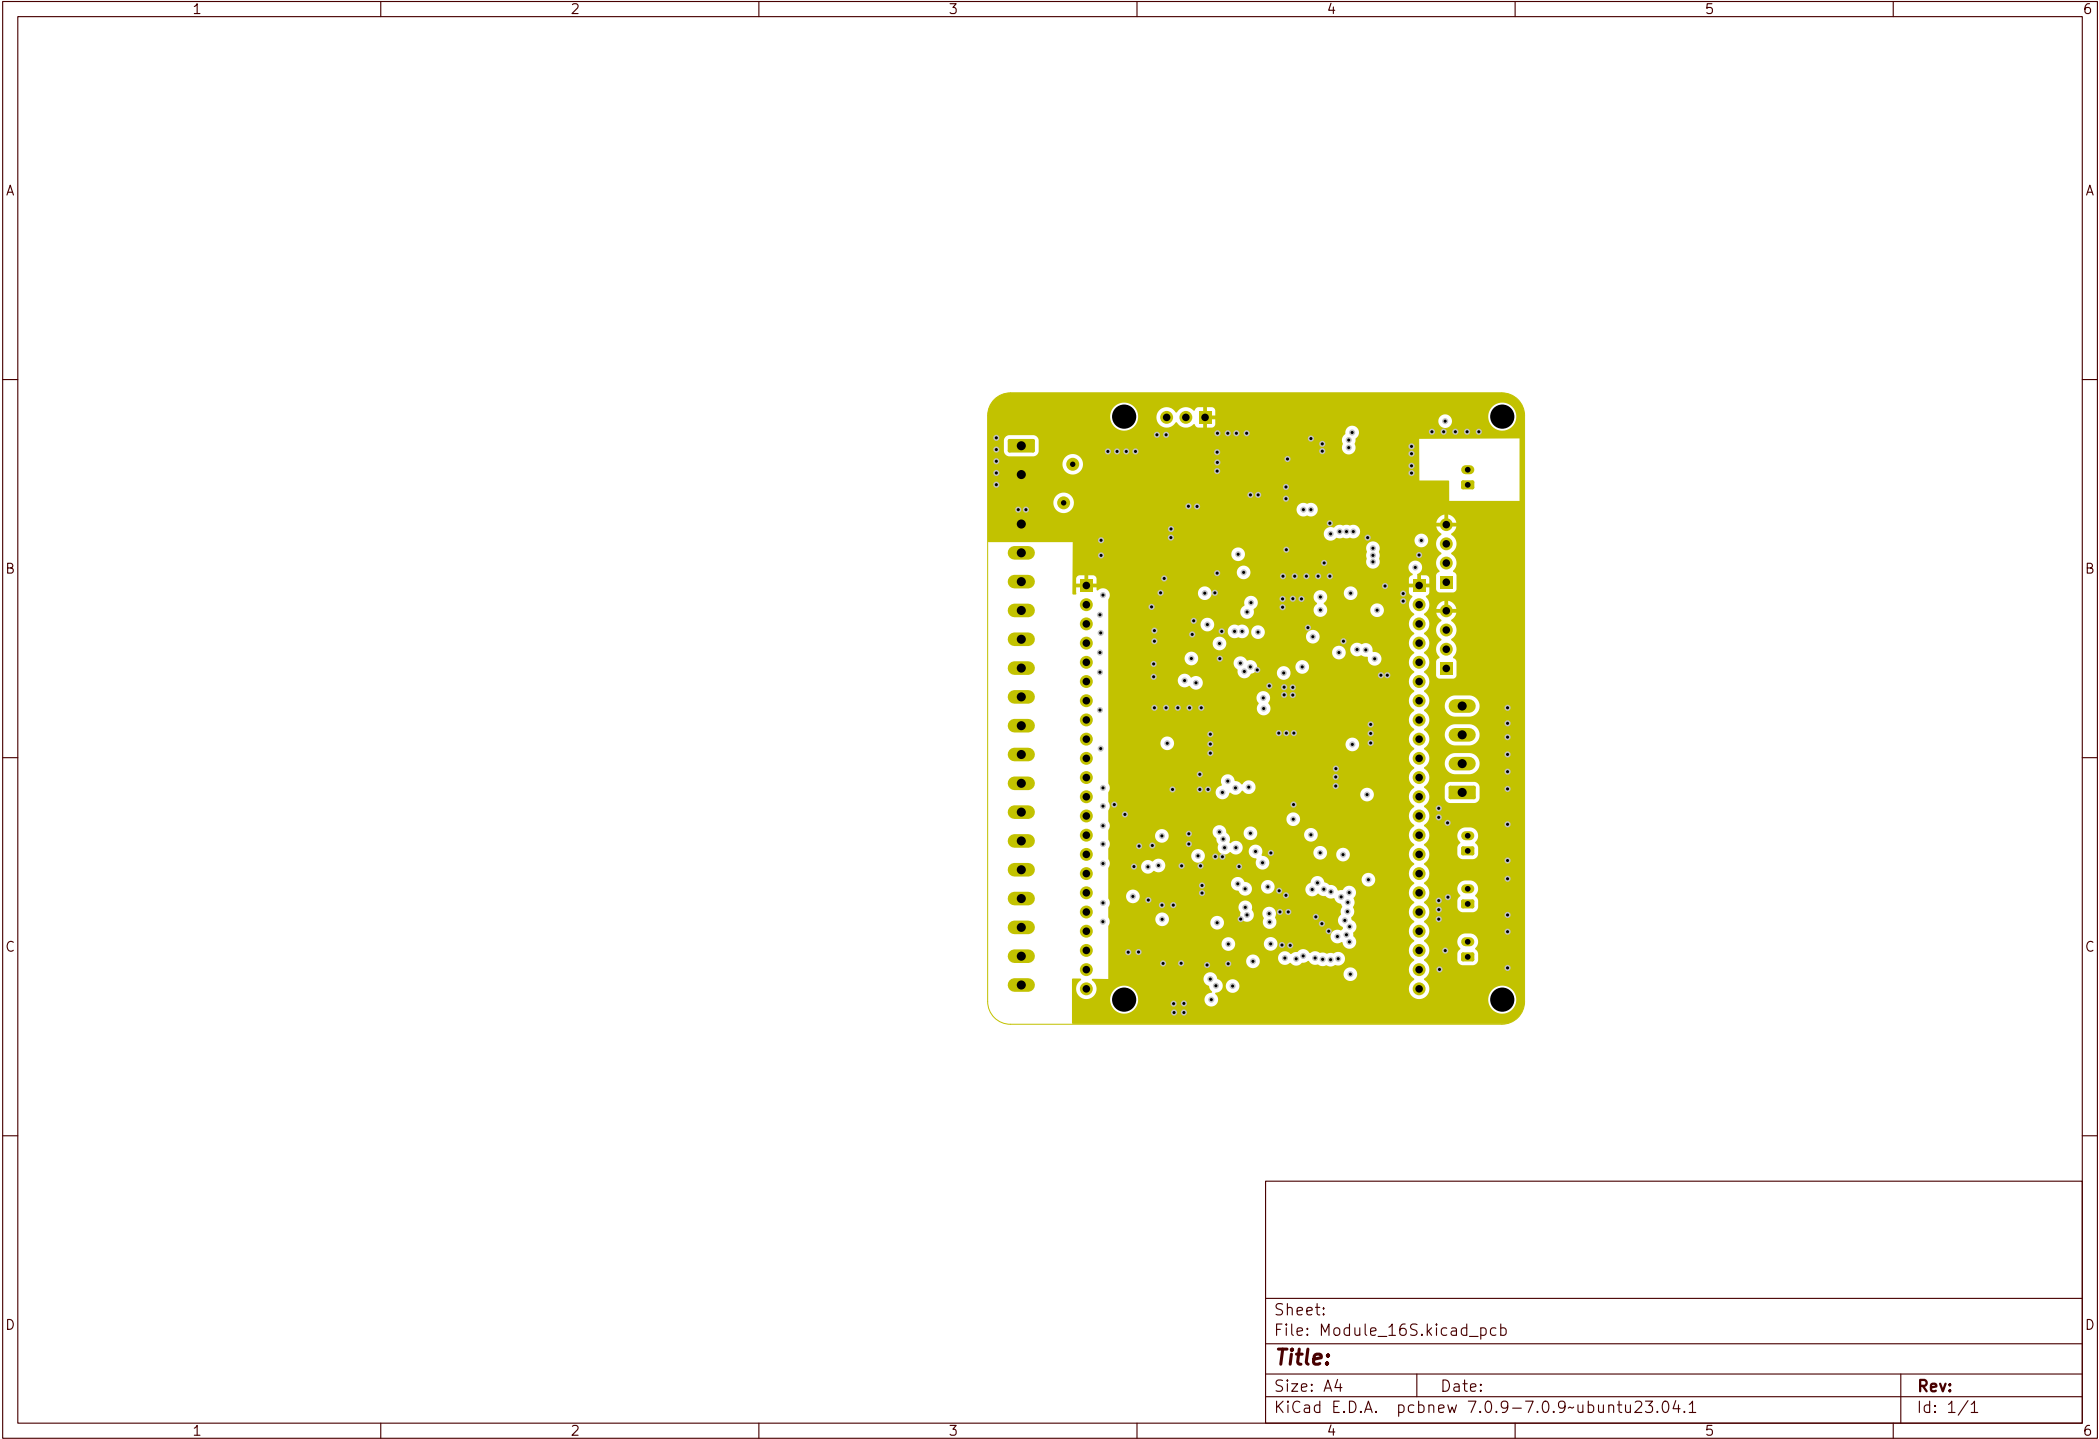 1 2 3 4 5 6
A A
B B
C C
D D
Sheet:
File: Module_16S.kicad_pcb
Title:
Size: A4 Date: Rev:
KiCad E.D.A. pcbnew 7.0.9-7.0.9~ubuntu23.04.1 Id: 1/1
1 2 3 4 5 6